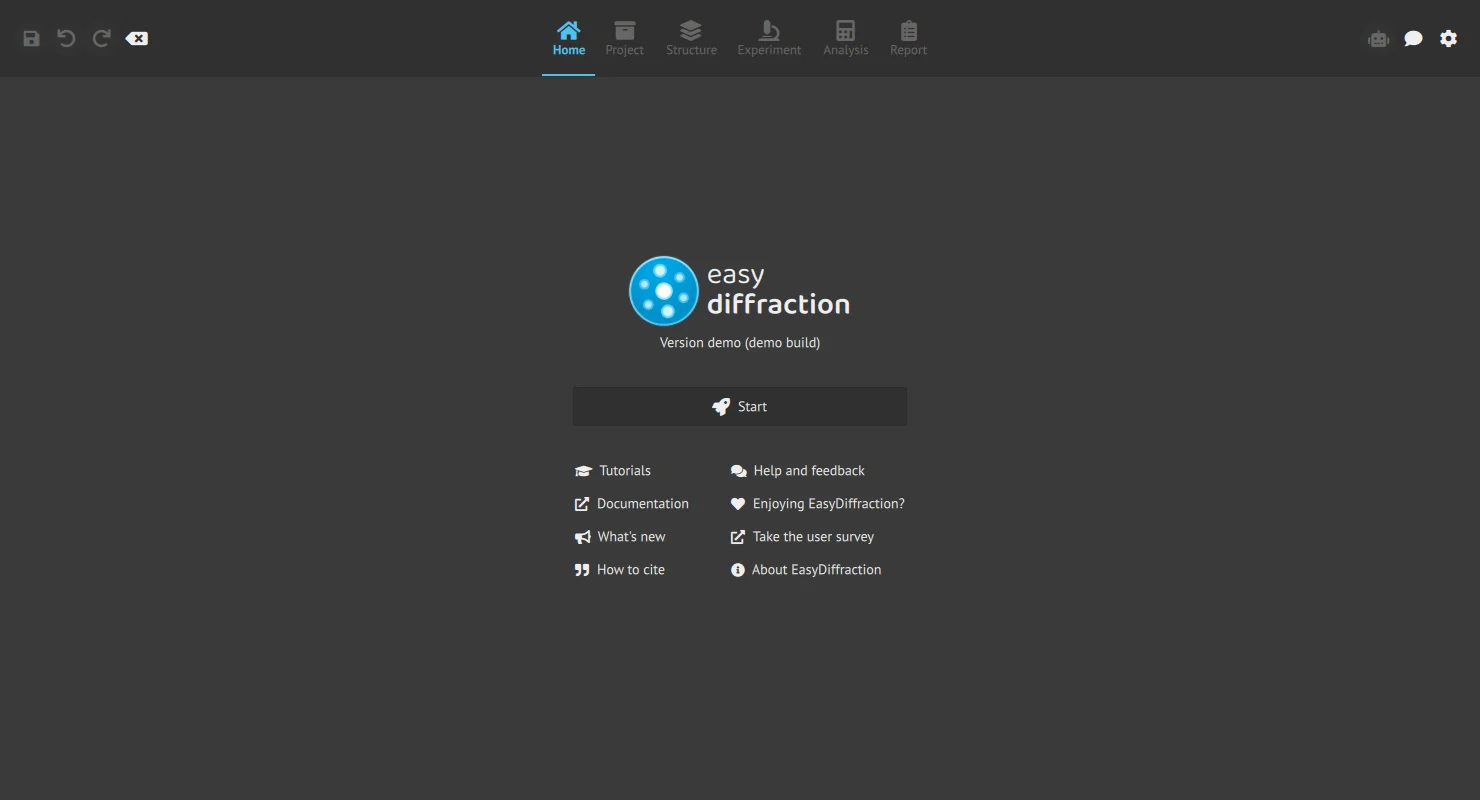 Home
Project
Structure
Experiment
Analysis
Report
easy
diffraction
Version demo (demo build)
Start
Tutorials
Help and feedback
Documentation
Enjoying EasyDiffraction?
What's new
Take the user survey
How to cite
About EasyDiffraction